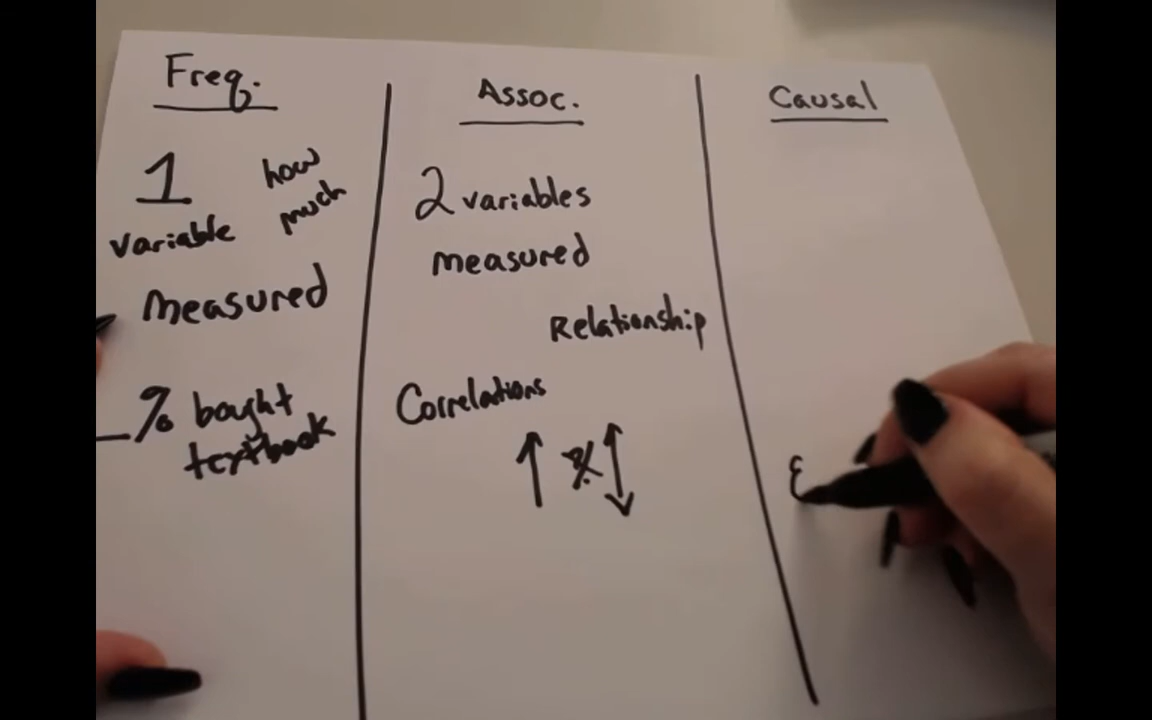 Freq.
1
how
much
variable
measured
_% bought
textbook
Assoc.
2 variables
measured
Relationship
Correlations
↑ & ↕
Causal
E